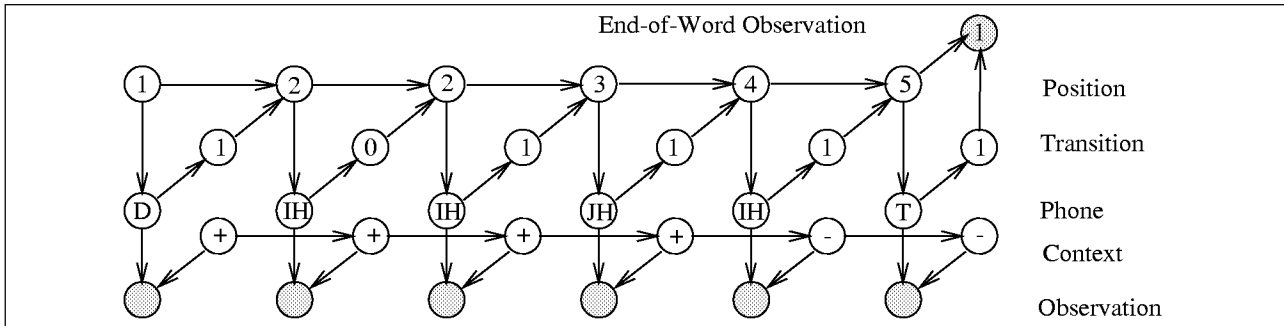 End-of-Word Observation 1
1 2 2 3 4 5 Position
1 0 1 1 1 1 Transition
D IH IH JH IH T Phone
+ + + + - - Context
Observation